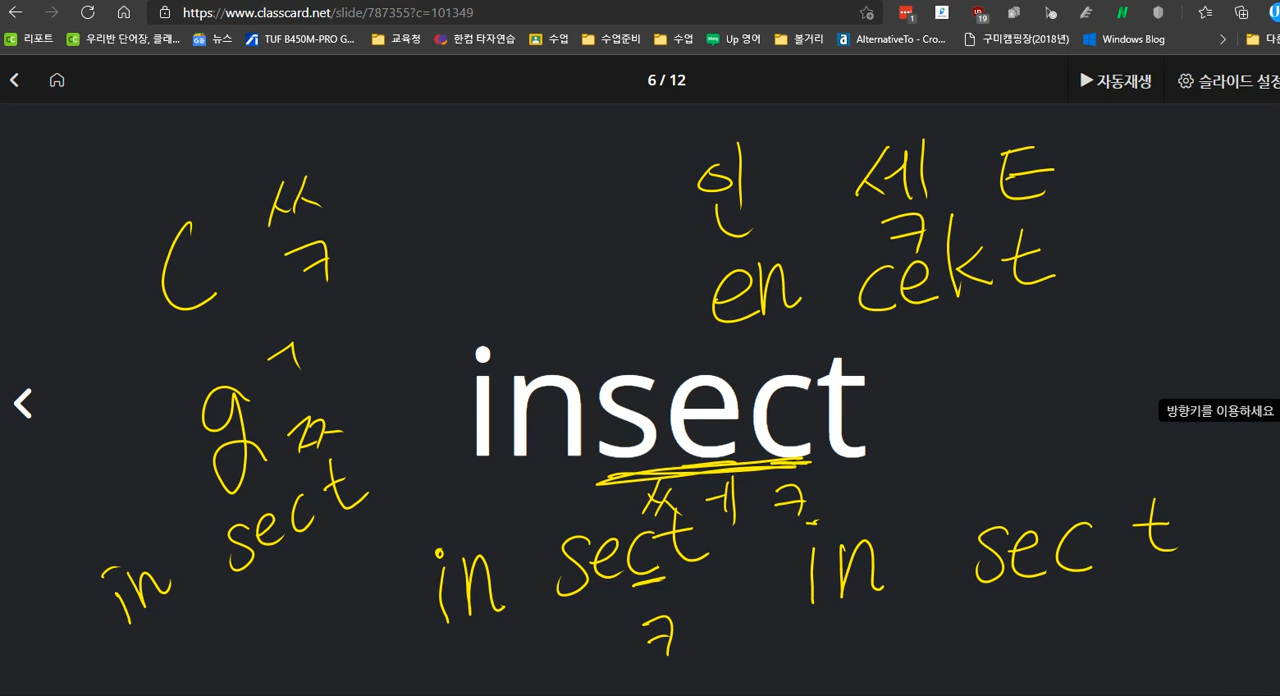 https://www.classcard.net/slide/787355?c=101349
1
19
리포트 우리반 단어장, 클래... 뉴스 TUF B450M-PRO G... 교육청 한컴 타자연습 수업 수업준비 수업 Up 영어 볼거리 AlternativeTo - Cro... 구미캠핑장(2018년) Windows Blog 다른
6 / 12
자동재생
슬라이드 설정
인 세 E
ㅆ
C ㅋ ㅋ
en cekt
insect
방향키를 이용하세요
ㄱ
g ㅉ
ㅆ ㅔ ㅋ
in sect
in sect
in sec t
ㅋ